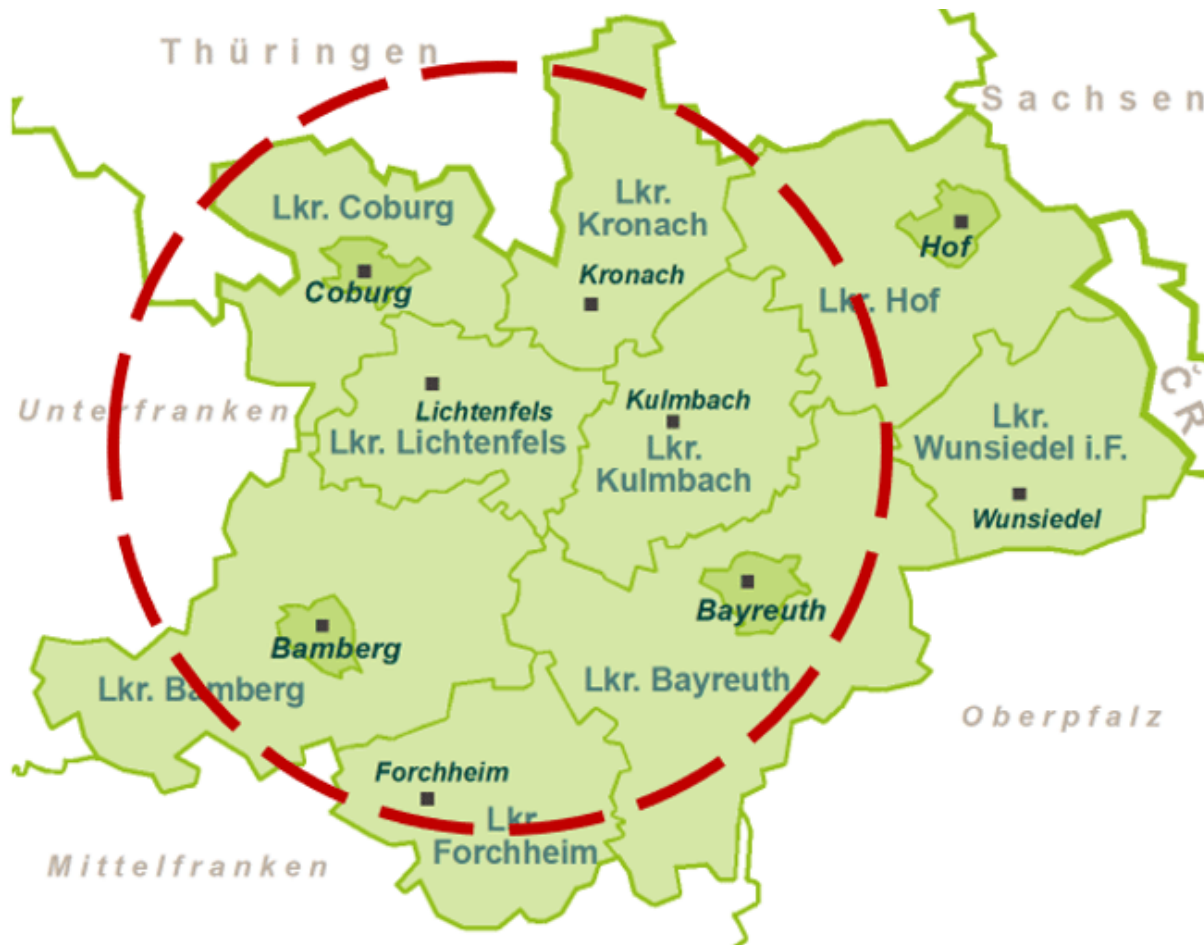 Thüringen
Sachsen
Lkr. Coburg
Lkr.
Kronach
Hof
Coburg
Kronach
Lkr. Hof
ČR
Unterfranken
Lichtenfels
Lkr. Lichtenfels
Kulmbach
Lkr.
Kulmbach
Lkr.
Wunsiedel i.F.
Wunsiedel
Bayreuth
Bamberg
Lkr. Bamberg
Lkr. Bayreuth
Oberpfalz
Forchheim
Lkr.
Forchheim
Mittelfranken